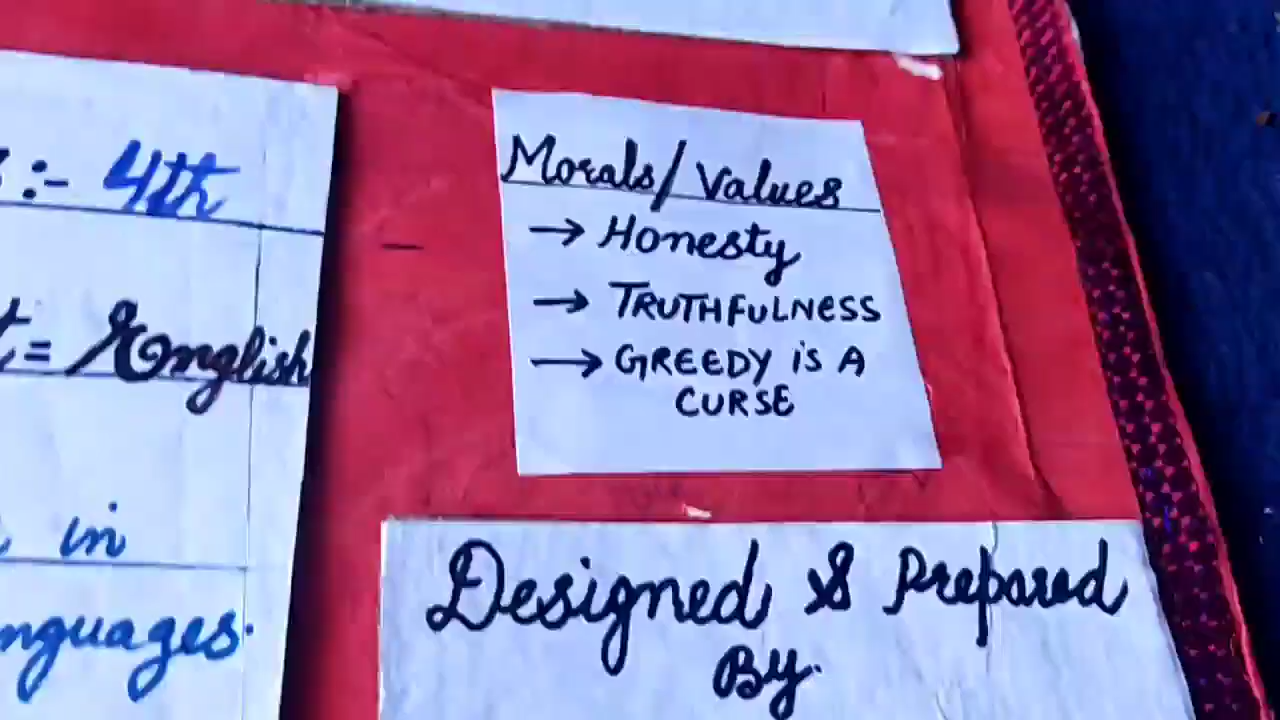 :- 4th
= English
in
nguages.
Morals/Values
→ Honesty
→ TRUTHFULNESS
→ GREEDY is A
CURSE
Designed & Prepared
By.